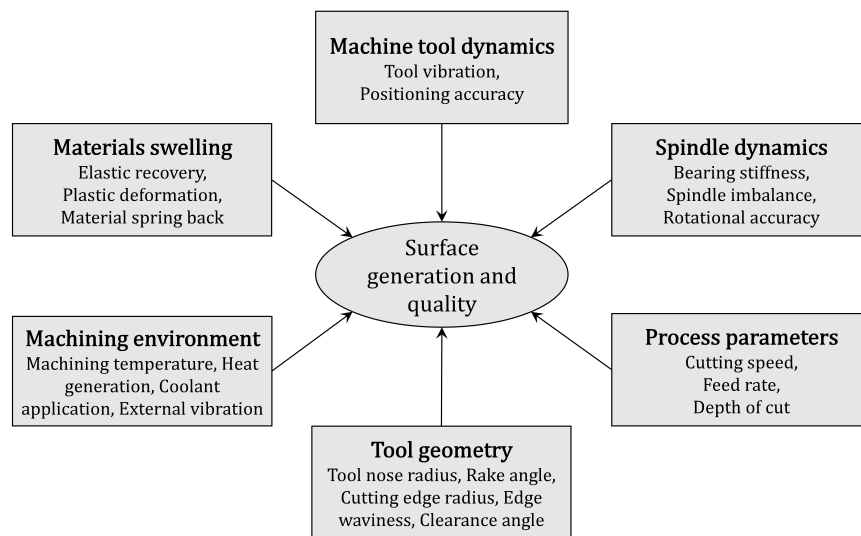 Machine tool dynamics
Tool vibration,
Positioning accuracy
Materials swelling
Elastic recovery,
Plastic deformation,
Material spring back
Spindle dynamics
Bearing stiffness,
Spindle imbalance,
Rotational accuracy
Surface
generation and
quality
Machining environment
Machining temperature, Heat
generation, Coolant
application, External vibration
Process parameters
Cutting speed,
Feed rate,
Depth of cut
Tool geometry
Tool nose radius, Rake angle,
Cutting edge radius, Edge
waviness, Clearance angle